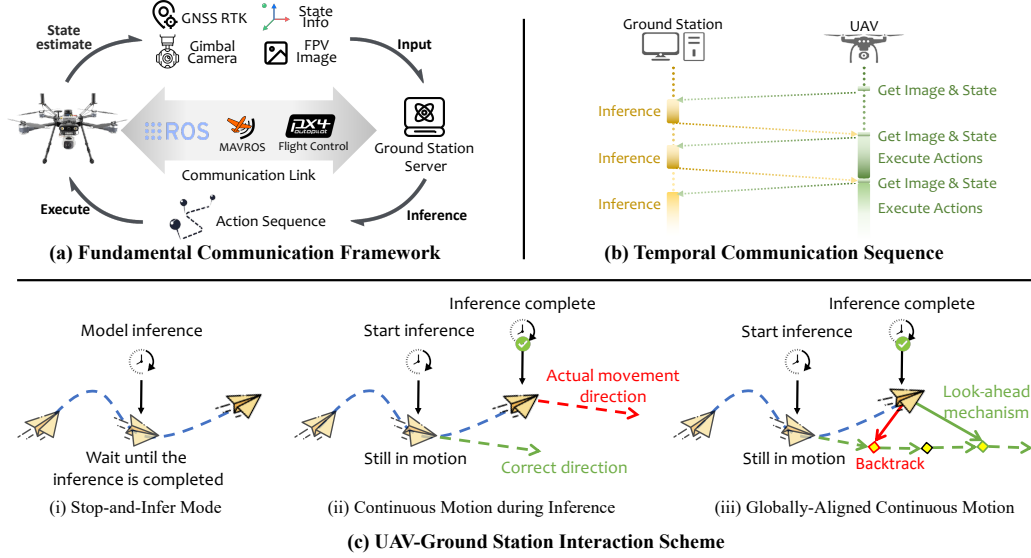 State
estimate
GNSS RTK
State
Info
Gimbal
Camera
FPV
Image
Input
ROS
MAVROS
PX4
autopilot
Flight Control
Communication Link
Ground Station
Server
Execute
Action Sequence
Inference
(a) Fundamental Communication Framework
Ground Station
UAV
Get Image & State
Inference
Get Image & State
Inference
Execute Actions
Get Image & State
Inference
Execute Actions
(b) Temporal Communication Sequence
Model inference
Wait until the
inference is completed
(i) Stop-and-Infer Mode
Inference complete
Start inference
Actual movement
direction
Still in motion
Correct direction
(ii) Continuous Motion during Inference
Inference complete
Start inference
Look-ahead
mechanism
Still in motion
Backtrack
(iii) Globally-Aligned Continuous Motion
(c) UAV-Ground Station Interaction Scheme